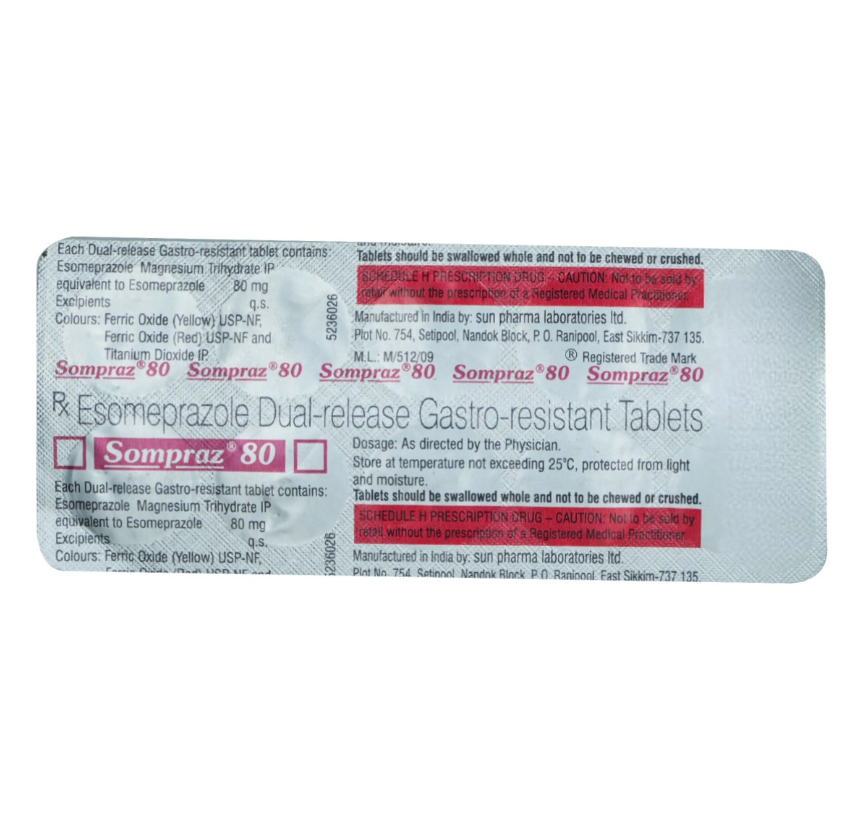 Each Dual-release Gastro-resistant tablet contains:
Esomeprazole Magnesium Trihydrate IP
equivalent to Esomeprazole 80 mg
Excipients q.s.
Colours: Ferric Oxide (Yellow) USP-NF,
Ferric Oxide (Red) USP-NF and
Titanium Dioxide IP.
5236026
and moisture.
Tablets should be swallowed whole and not to be chewed or crushed.
SCHEDULE H PRESCRIPTION DRUG – CAUTION: Not to be sold by
retail without the prescription of a Registered Medical Practitioner.
Manufactured in India by: sun pharma laboratories ltd.
Plot No. 754, Setipool, Nandok Block, P. O. Ranipool, East Sikkim-737 135.
M.L.: M/512/09 ® Registered Trade Mark
Sompraz®80 Sompraz®80 Sompraz®80 Sompraz®80 Sompraz®80
Rx Esomeprazole Dual-release Gastro-resistant Tablets
Sompraz® 80
Each Dual-release Gastro-resistant tablet contains:
Esomeprazole Magnesium Trihydrate IP
equivalent to Esomeprazole 80 mg
Excipients q.s.
Colours: Ferric Oxide (Yellow) USP-NF,
Ferric Oxide (Red) USP-NF and
5236026
Dosage: As directed by the Physician.
Store at temperature not exceeding 25°C, protected from light
and moisture.
Tablets should be swallowed whole and not to be chewed or crushed.
SCHEDULE H PRESCRIPTION DRUG – CAUTION: Not to be sold by
retail without the prescription of a Registered Medical Practitioner.
Manufactured in India by: sun pharma laboratories ltd.
Plot No. 754, Setipool, Nandok Block, P. O. Ranipool, East Sikkim-737 135.